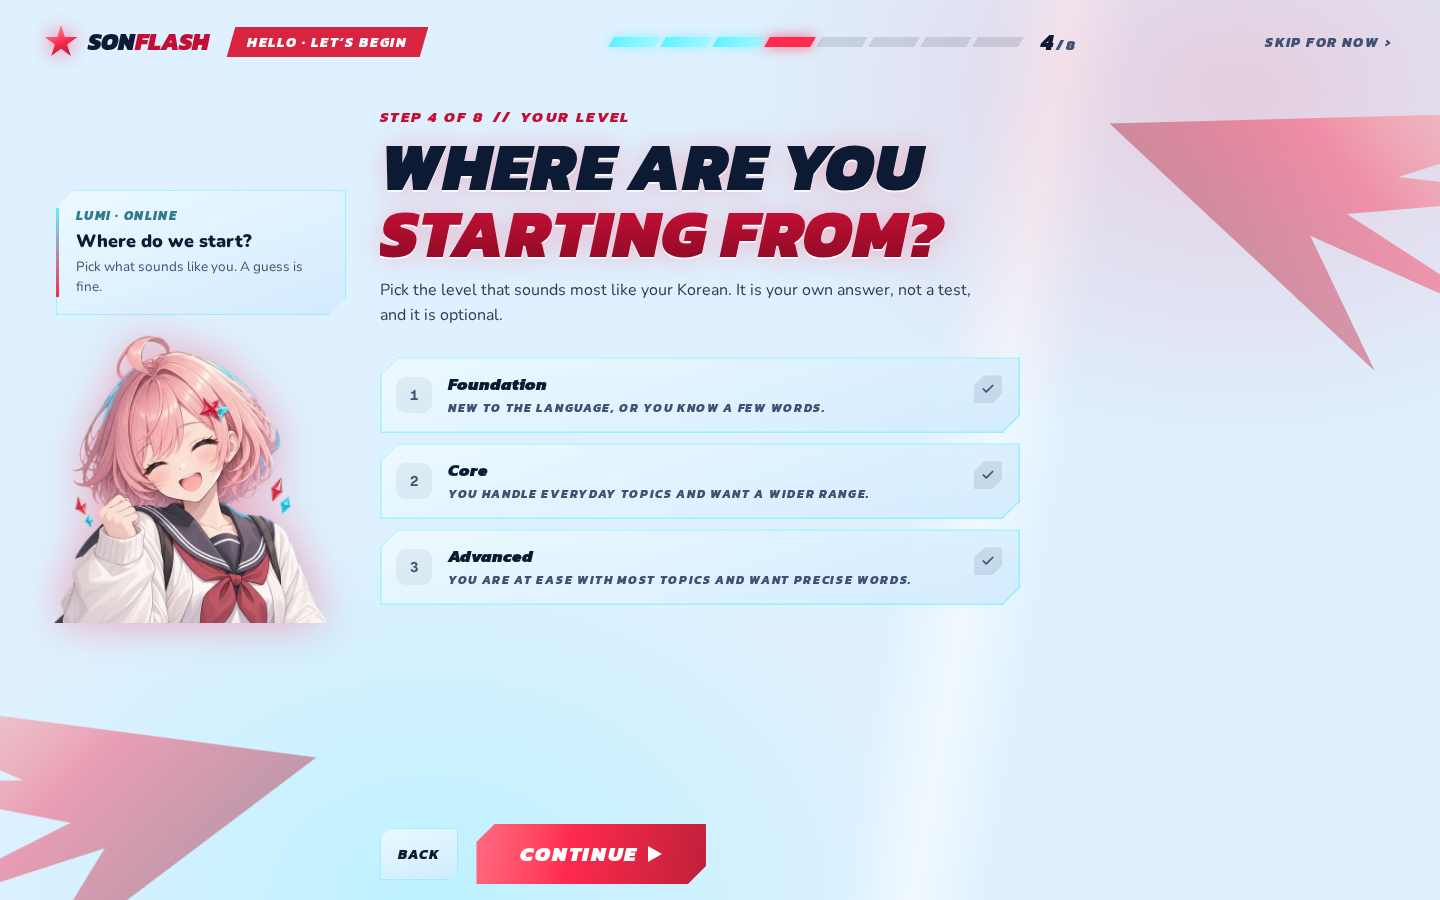 SONFLASH
HELLO · LET'S BEGIN
4 / 8
SKIP FOR NOW >
STEP 4 OF 8 // YOUR LEVEL
WHERE ARE YOU
STARTING FROM?
Pick the level that sounds most like your Korean. It is your own answer, not a test,
and it is optional.
LUMI · ONLINE
Where do we start?
Pick what sounds like you. A guess is
fine.
1
Foundation
NEW TO THE LANGUAGE, OR YOU KNOW A FEW WORDS.
2
Core
YOU HANDLE EVERYDAY TOPICS AND WANT A WIDER RANGE.
3
Advanced
YOU ARE AT EASE WITH MOST TOPICS AND WANT PRECISE WORDS.
BACK
CONTINUE